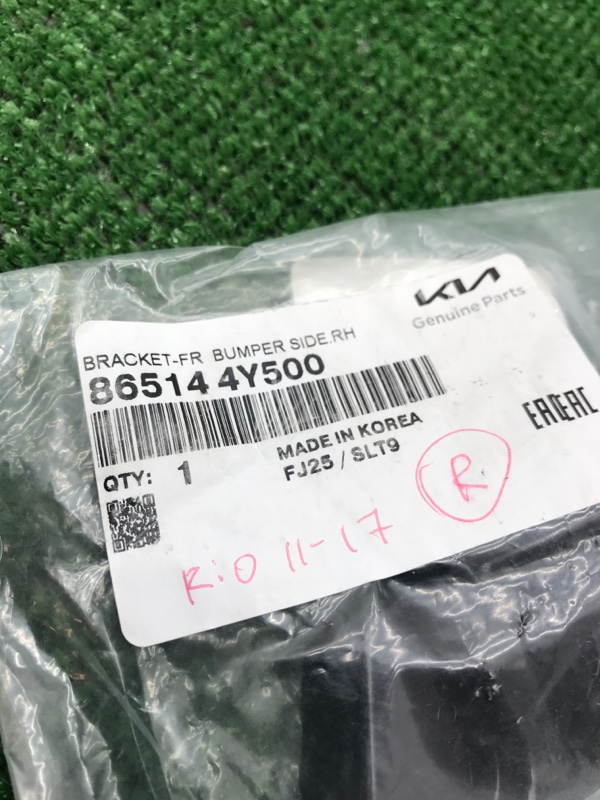 KIA
Genuine Parts
BRACKET-FR BUMPER SIDE.RH
86514 4Y500
MADE IN KOREA
QTY: 1
FJ25 / SLT9
EAC EAC
R
RiO 11-17